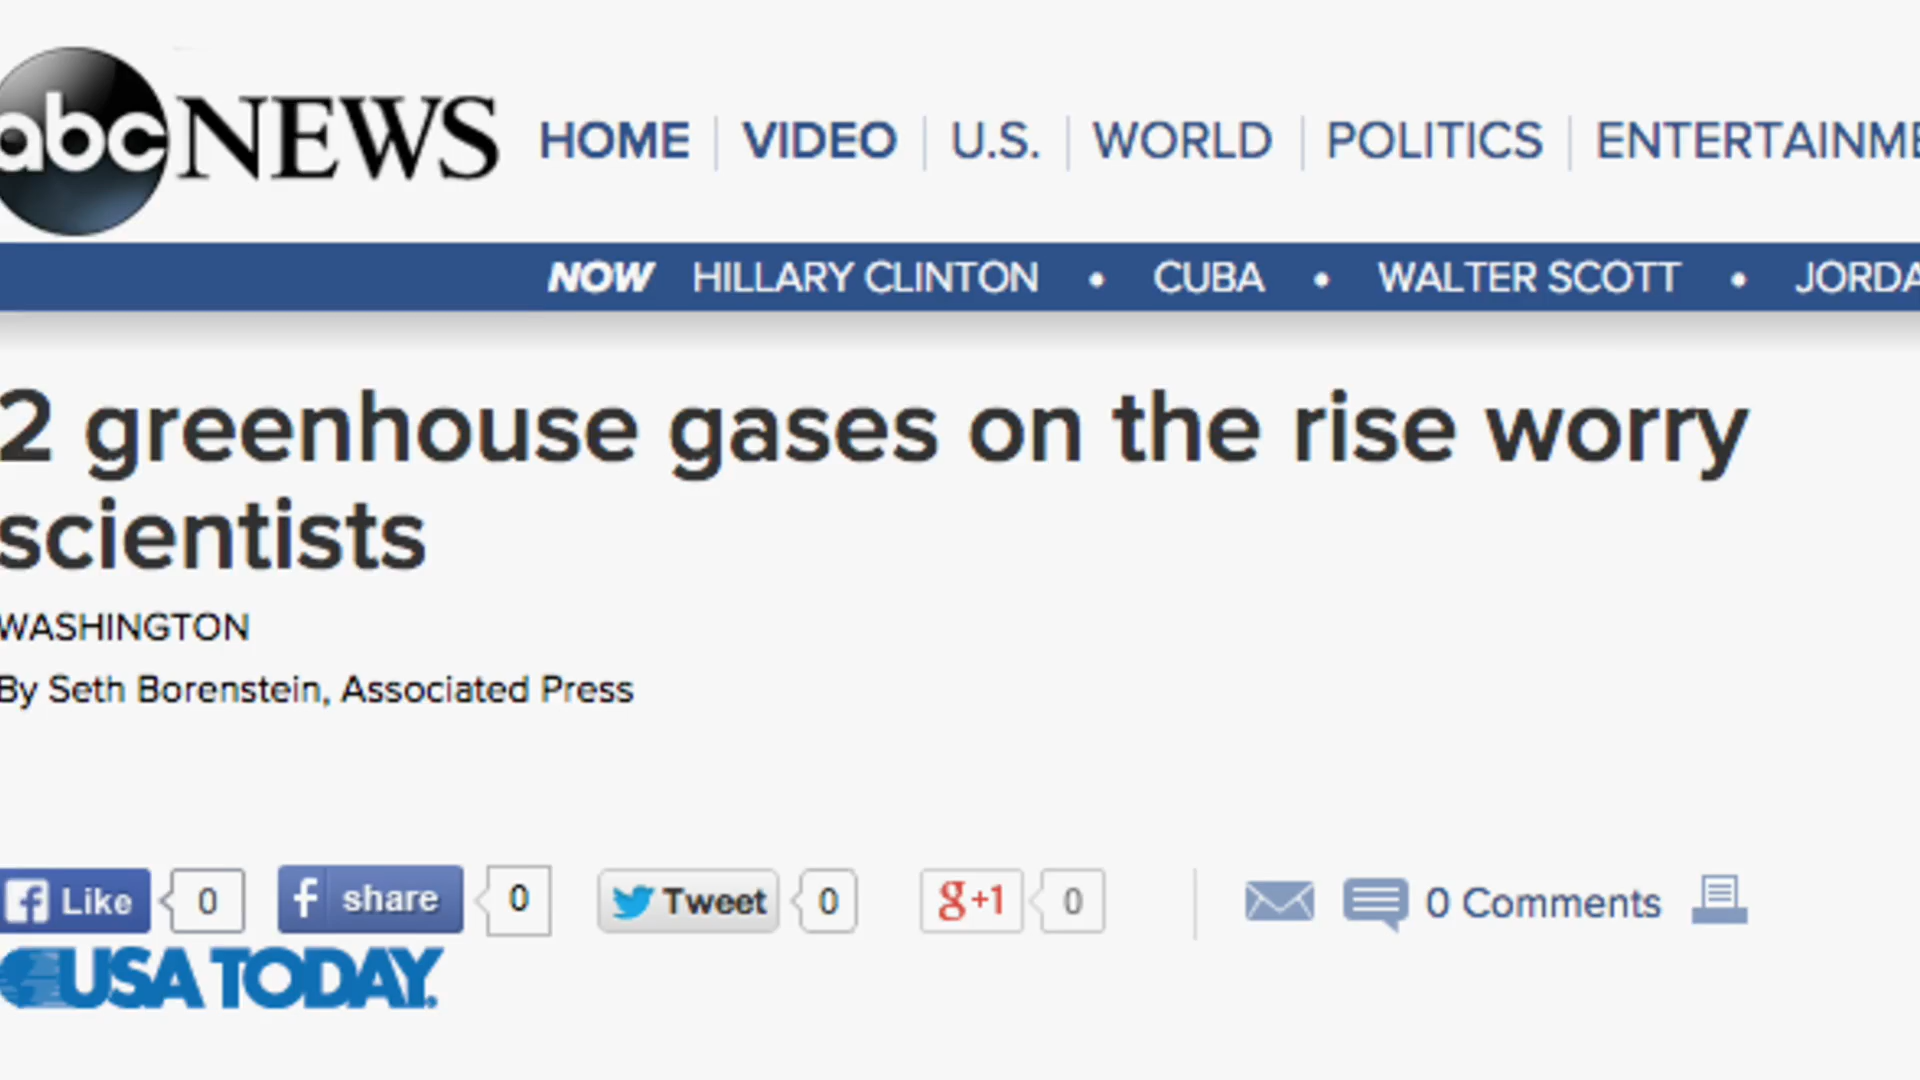 abc NEWS HOME VIDEO U.S. WORLD POLITICS ENTERTAINME
NOW HILLARY CLINTON • CUBA • WALTER SCOTT • JORDA
2 greenhouse gases on the rise worry
scientists
WASHINGTON
By Seth Borenstein, Associated Press
f Like 0 f share 0 Tweet 0 g+1 0 0 Comments
USA TODAY.